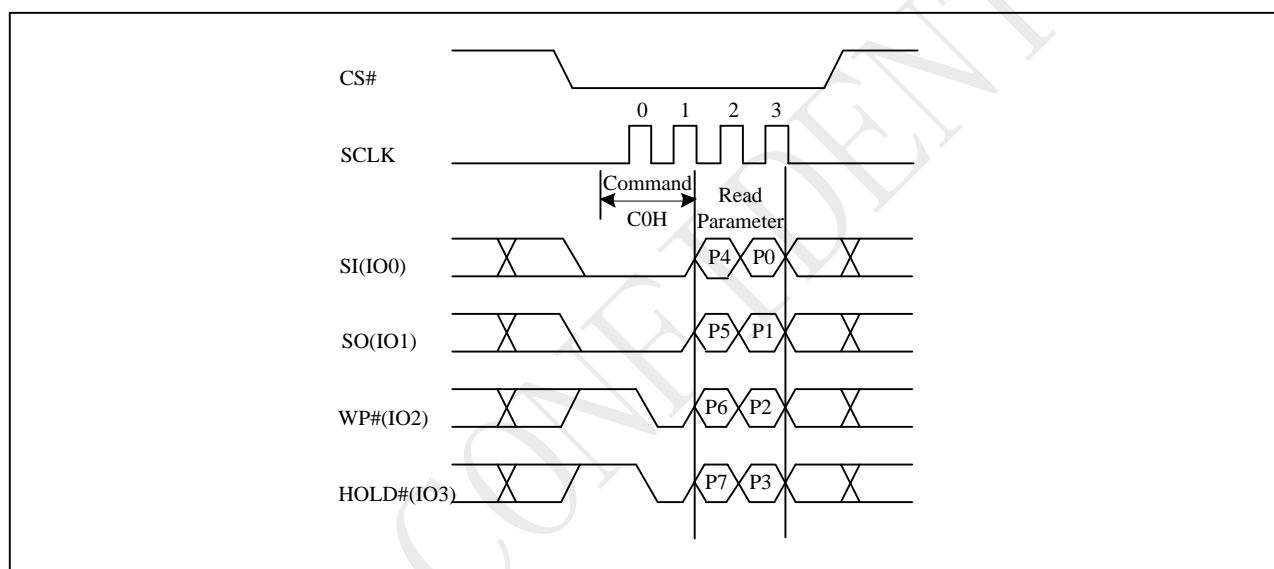 CS#
0 1 2 3
SCLK
Command
C0H
Read
Parameter
SI(IO0)
P4 P0
SO(IO1)
P5 P1
WP#(IO2)
P6 P2
HOLD#(IO3)
P7 P3
CONFIDENT